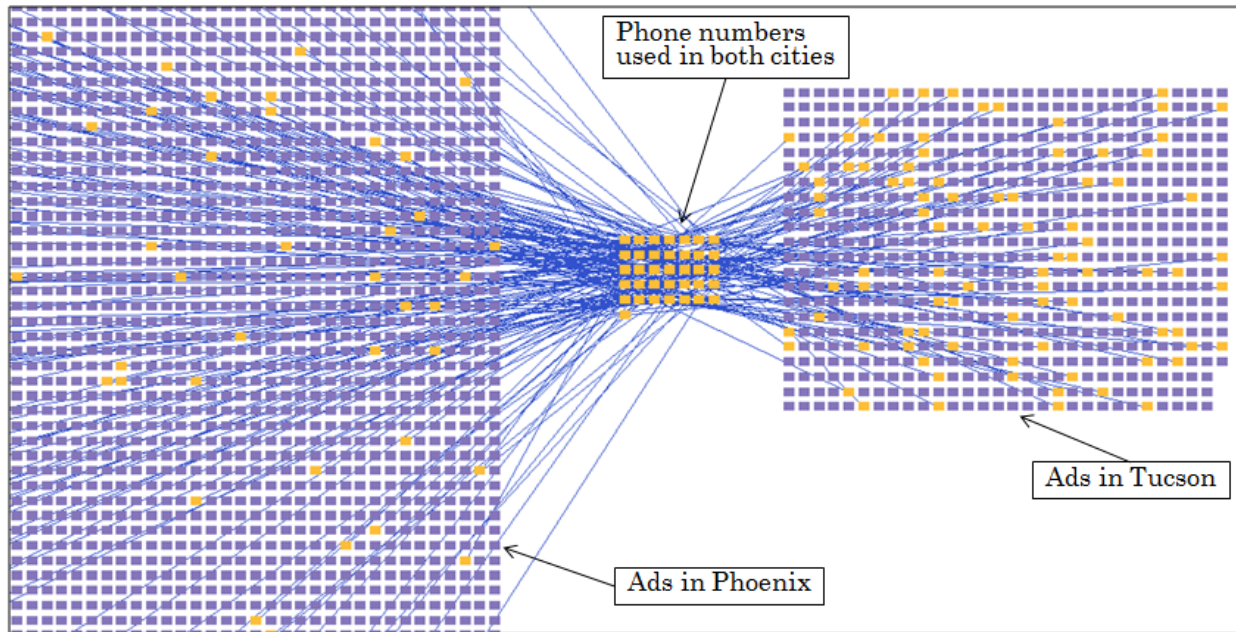 Phone numbers
used in both cities
Ads in Tucson
Ads in Phoenix